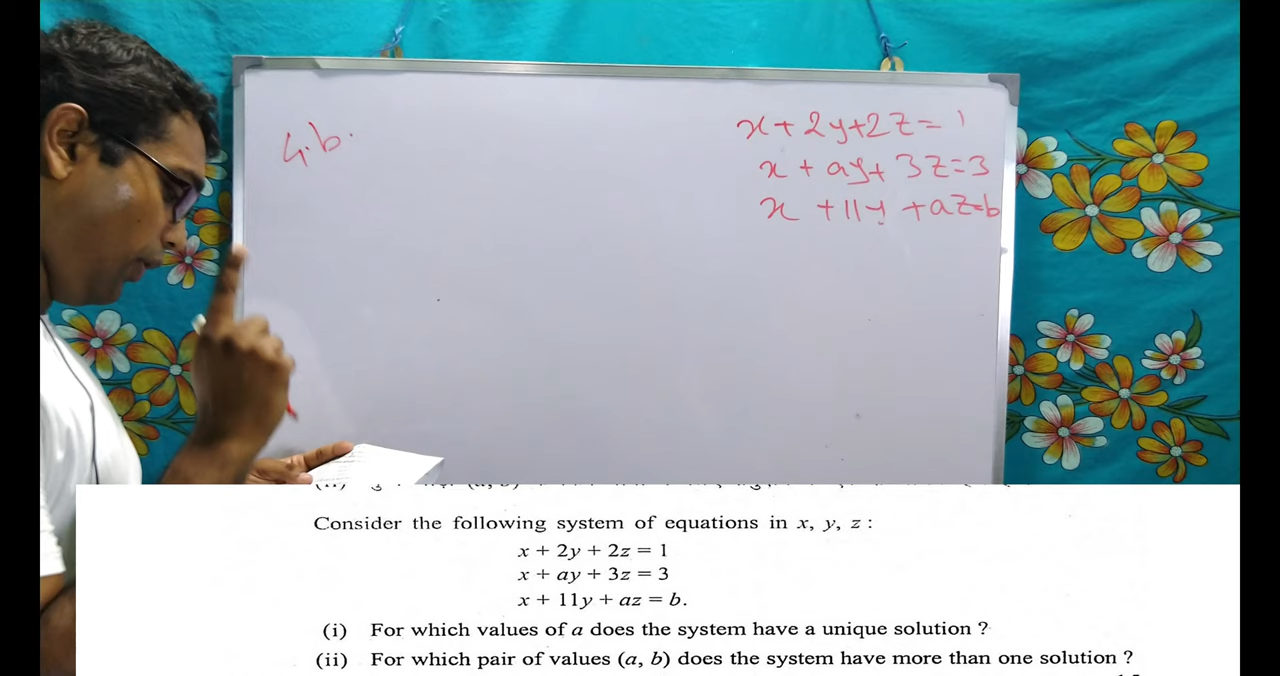 4.b.
x + 2y + 2z = 1
x + ay + 3z = 3
x + 11y + az = b
Consider the following system of equations in x, y, z :
x + 2y + 2z = 1
x + ay + 3z = 3
x + 11y + az = b.
(i) For which values of a does the system have a unique solution ?
(ii) For which pair of values (a, b) does the system have more than one solution ?